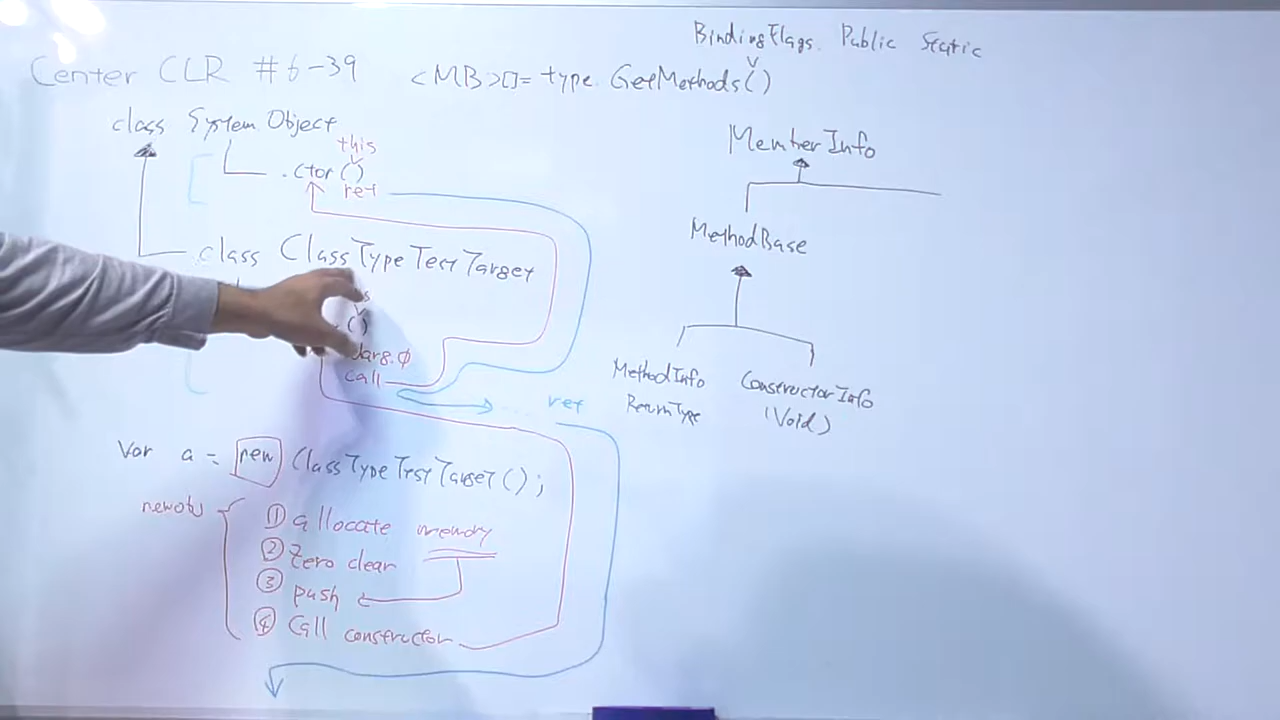 BindingFlags. Public Static
Center CLR #6-39
<MB>[]= type. GetMethods()
class System.Object
this
.ctor()
ret
class ClassTypeTestTarget
()
ldarg.0
call
ret
MemberInfo
MethodBase
MethodInfo
ReturnType
ConstructorInfo
(Void)
Var a = new ClassTypeTestTarget();
newobj
① allocate memory
② Zero clear
③ push
④ Call constructor